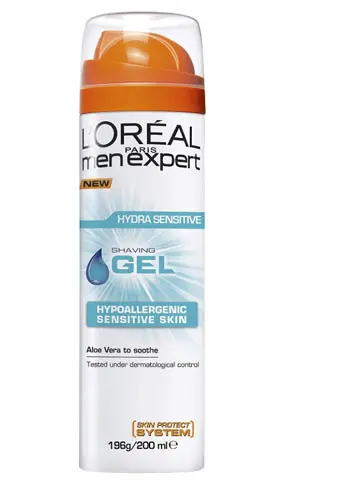 L'ORÉAL
PARIS
men expert
NEW
HYDRA SENSITIVE
SHAVING
GEL
HYPOALLERGENIC
SENSITIVE SKIN
Aloe Vera to soothe
Tested under dermatological control
SKIN PROTECT
SYSTEM
196g/200 ml e